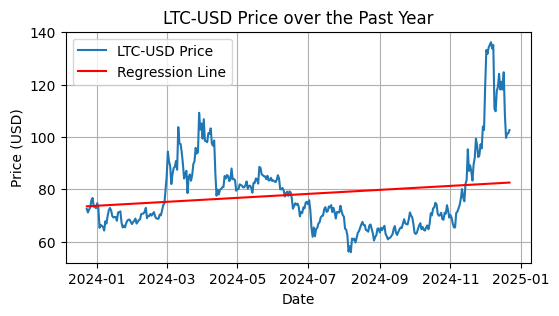 LTC-USD Price over the Past Year
LTC-USD Price
Regression Line
Price (USD)
140
120
100
80
60
2024-01 2024-03 2024-05 2024-07 2024-09 2024-11 2025-01
Date